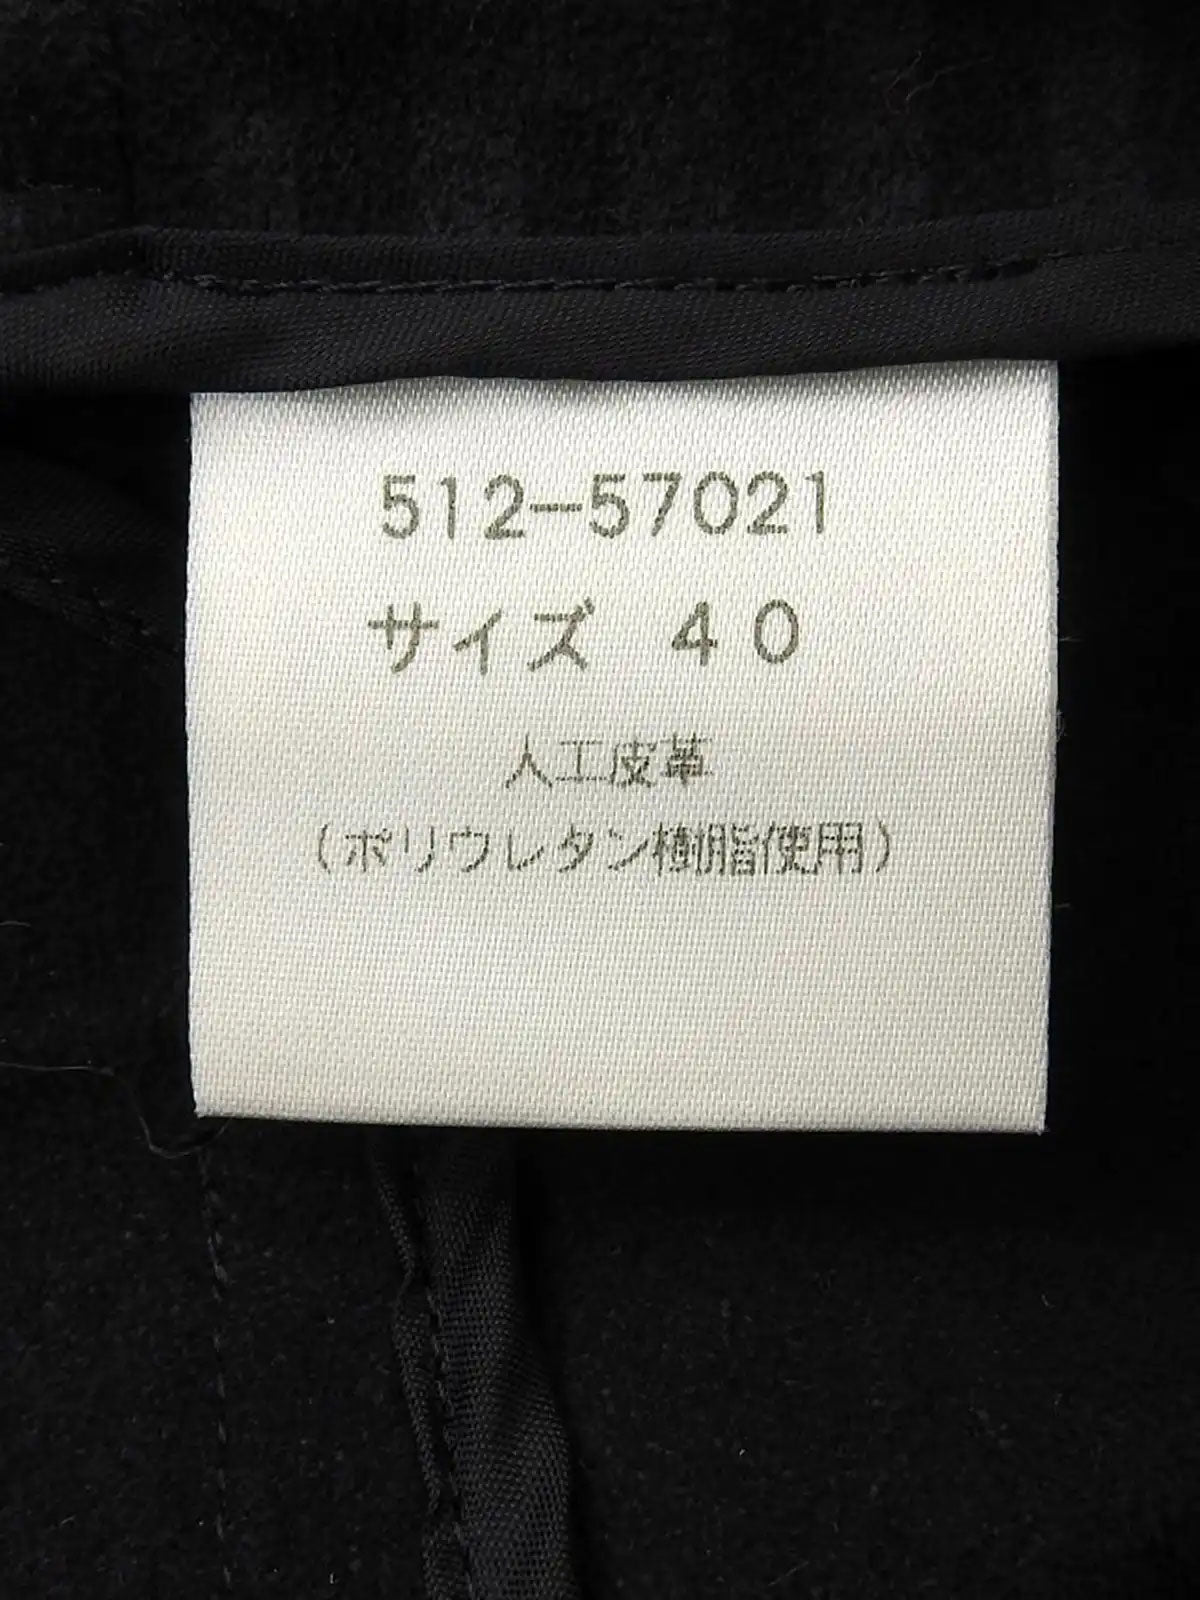 512-57021
サイズ 40
人工皮革
(ポリウレタン樹脂使用)